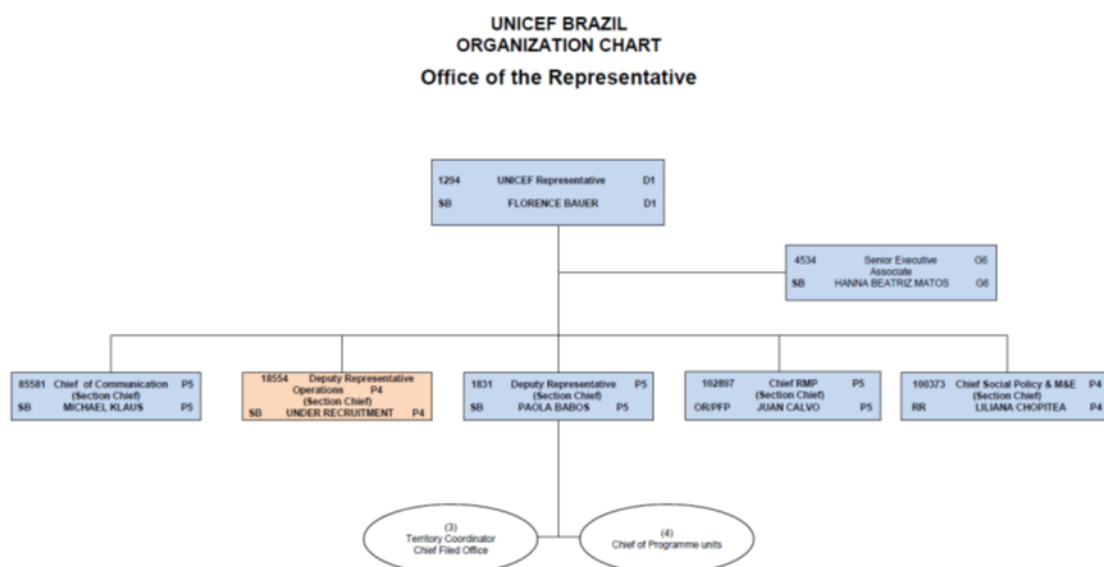 UNICEF BRAZIL
ORGANIZATION CHART
Office of the Representative
1294 UNICEF Representative D1
SB FLORENCE BAUER D1
4534 Senior Executive G6
Associate
SB HANNA BEATRIZ MATOS G6
85581 Chief of Communication P5
(Section Chief)
SB MICHAEL KLAUS P5
18554 Deputy Representative
Operations P4
(Section Chief)
SB UNDER RECRUITMENT P4
1831 Deputy Representative P5
(Section Chief)
SB PAOLA BABOS P5
102897 Chief RMP P5
(Section Chief)
OR/PFP JUAN CALVO P5
100373 Chief Social Policy & M&E P4
(Section Chief)
RR LILIANA CHOPITEA P4
(3)
Territory Coordinator
Chief Filed Office
(4)
Chief of Programme units